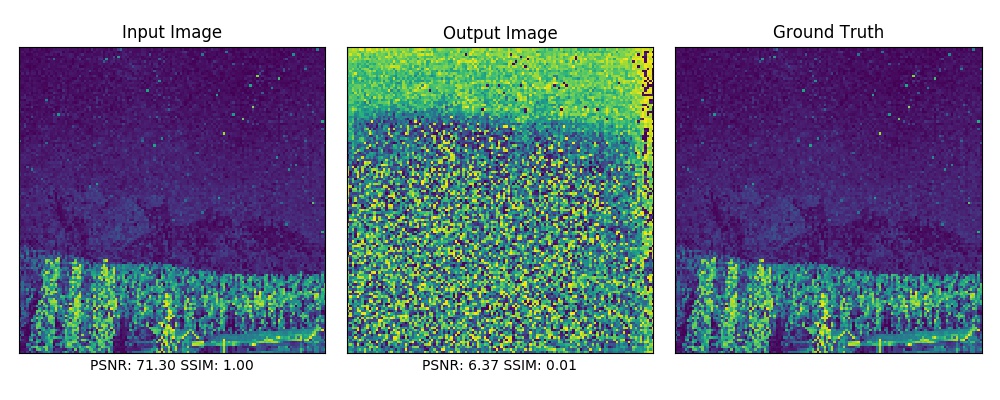 Input Image
Output Image
Ground Truth
PSNR: 71.30 SSIM: 1.00
PSNR: 6.37 SSIM: 0.01